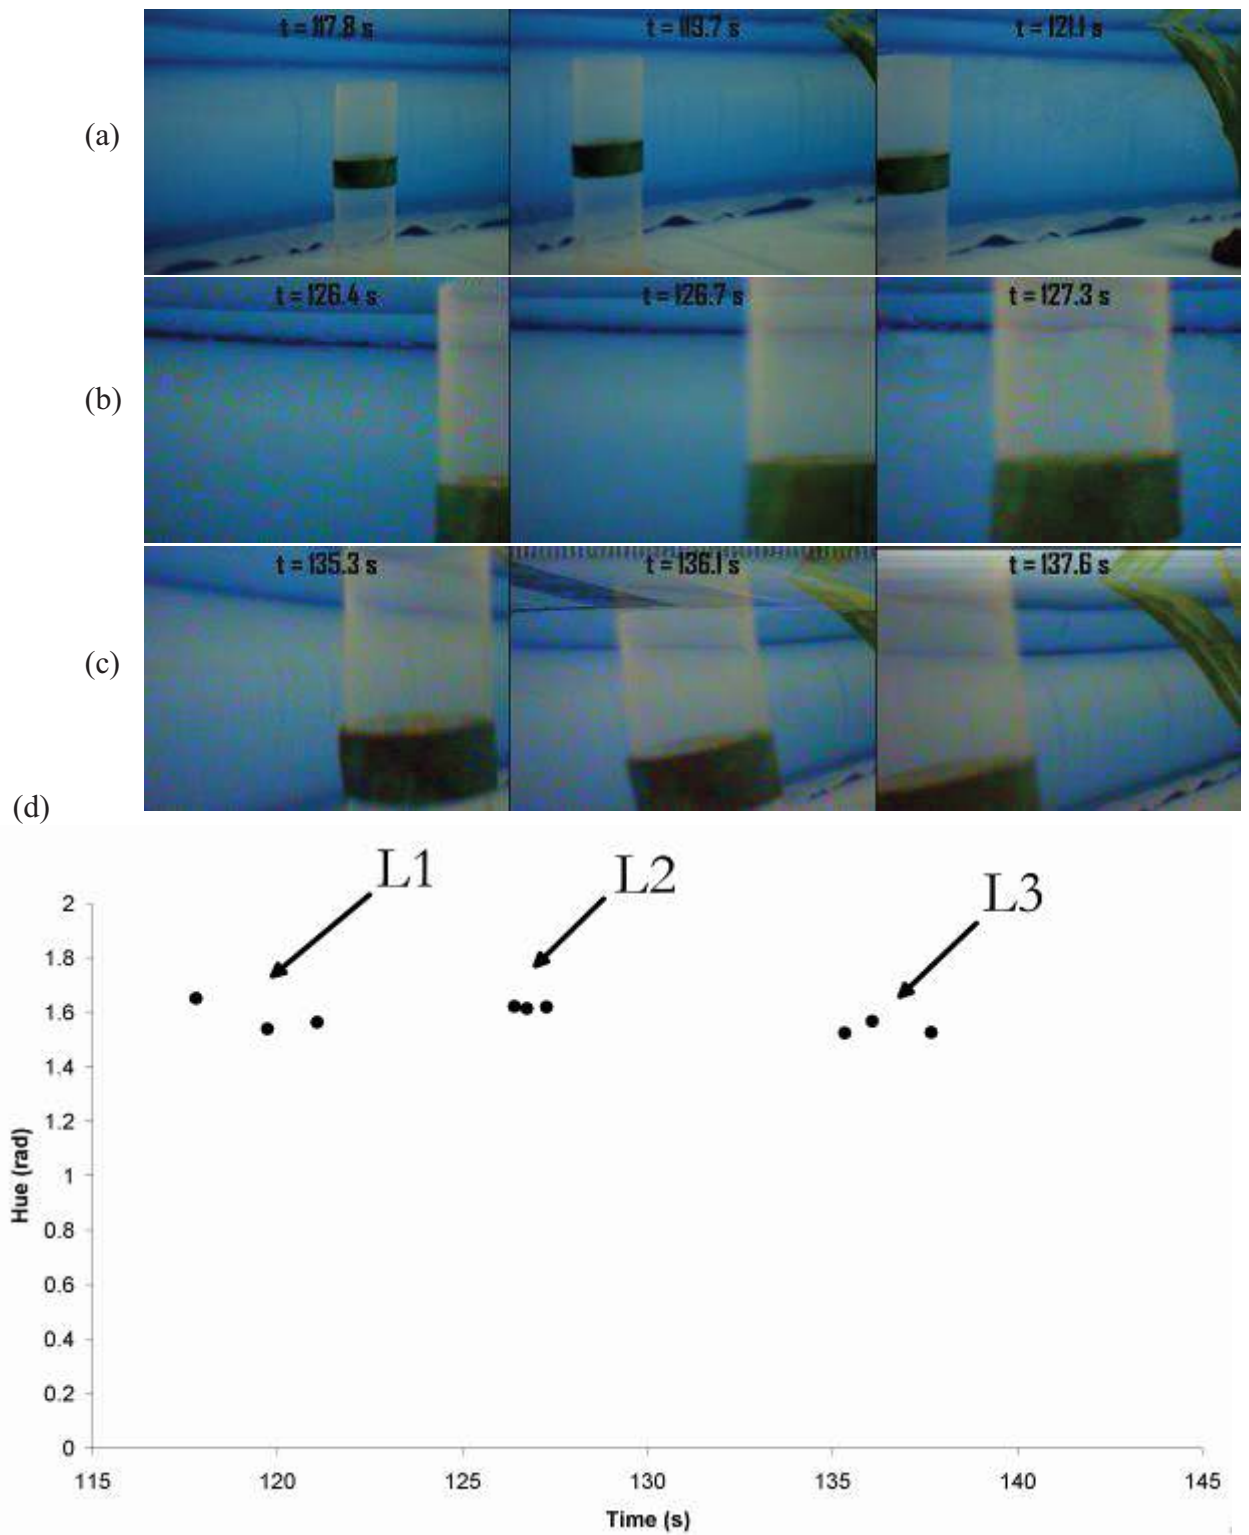 t = 117.8 s
t = 119.7 s
t = 121.1 s
(a)
t = 126.4 s
t = 126.7 s
t = 127.3 s
(b)
t = 135.3 s
t = 136.1 s
t = 137.6 s
(c)
(d)
L1
L2
L3
2
1.8
1.6
1.4
1.2
1
0.8
0.6
0.4
0.2
0
Hue (rad)
115 120 125 130 135 140 145
Time (s)